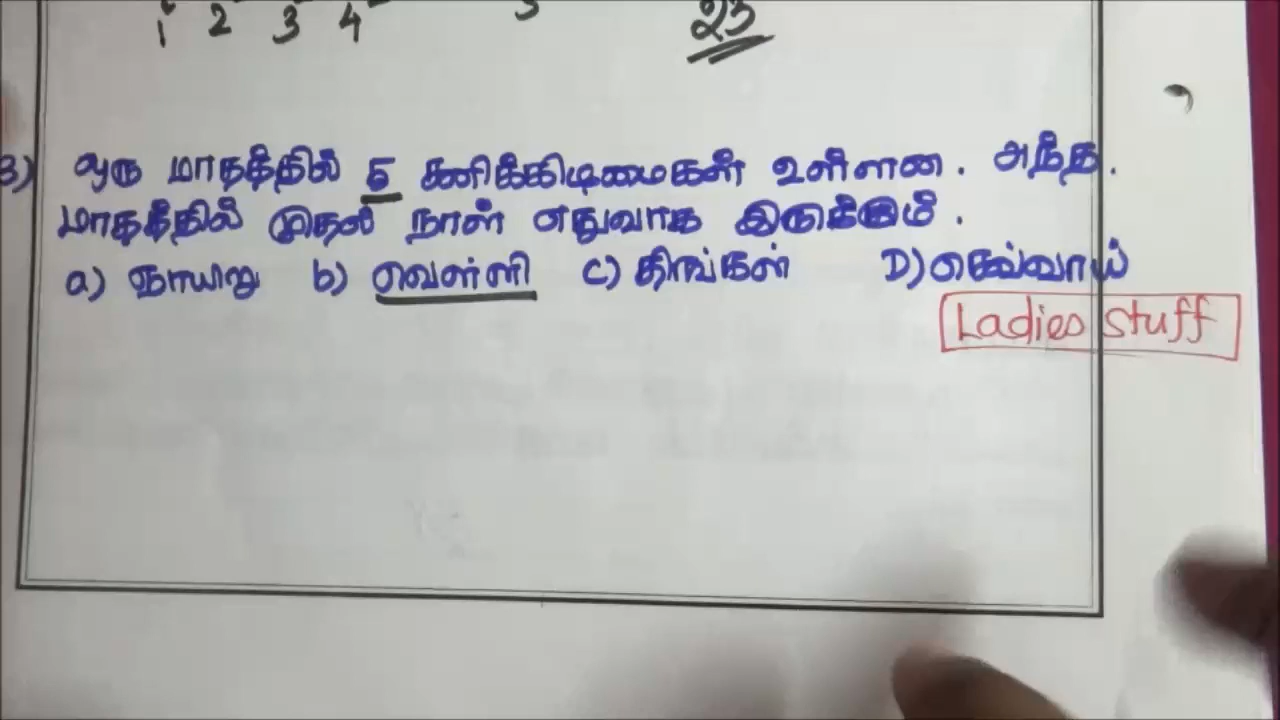 1 2 3 4 5 23
3) ஒரு மாதத்தில் 5 சனிக்கிழமைகள் உள்ளன. அந்த.
மாதத்தில் முதல் நாள் எதுவாக இருக்கும்.
a) ஞாயிறு b) வெள்ளி c) திங்கள் D) செவ்வாய்
Ladies stuff